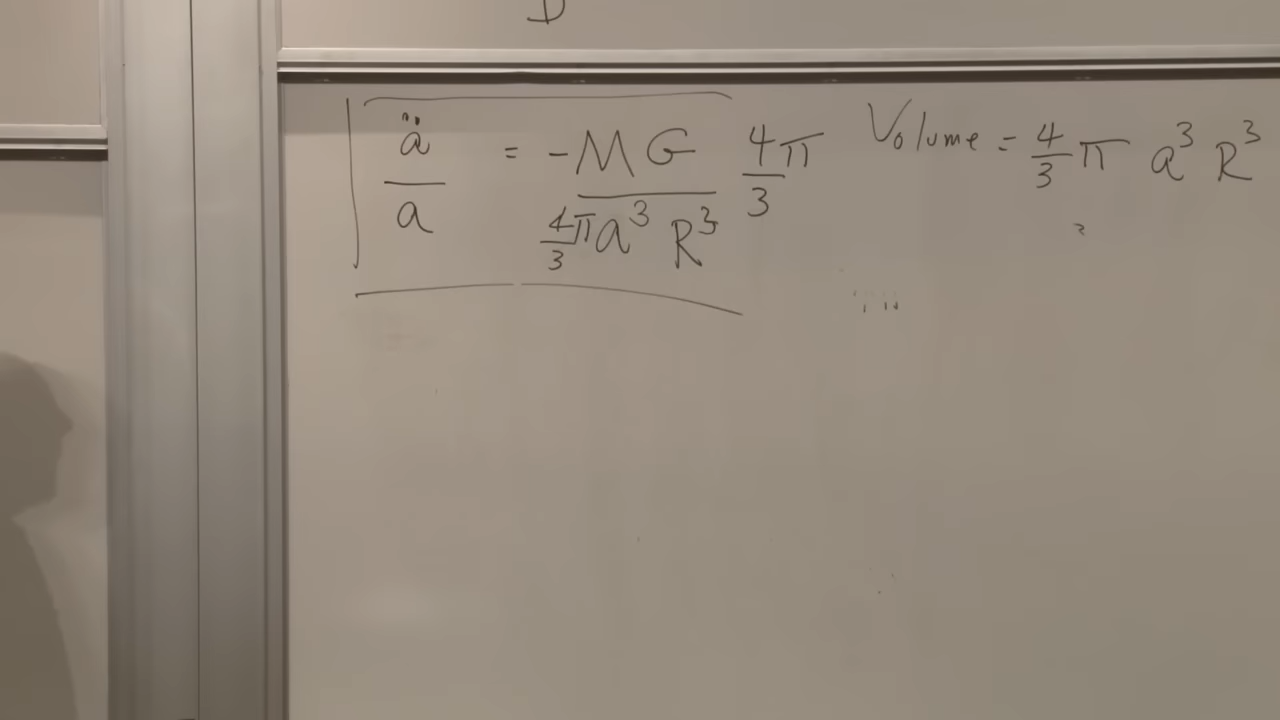 D
ä/a = -MG/(4/3 π a³ R³) 4π/3 Volume = 4/3 π a³ R³